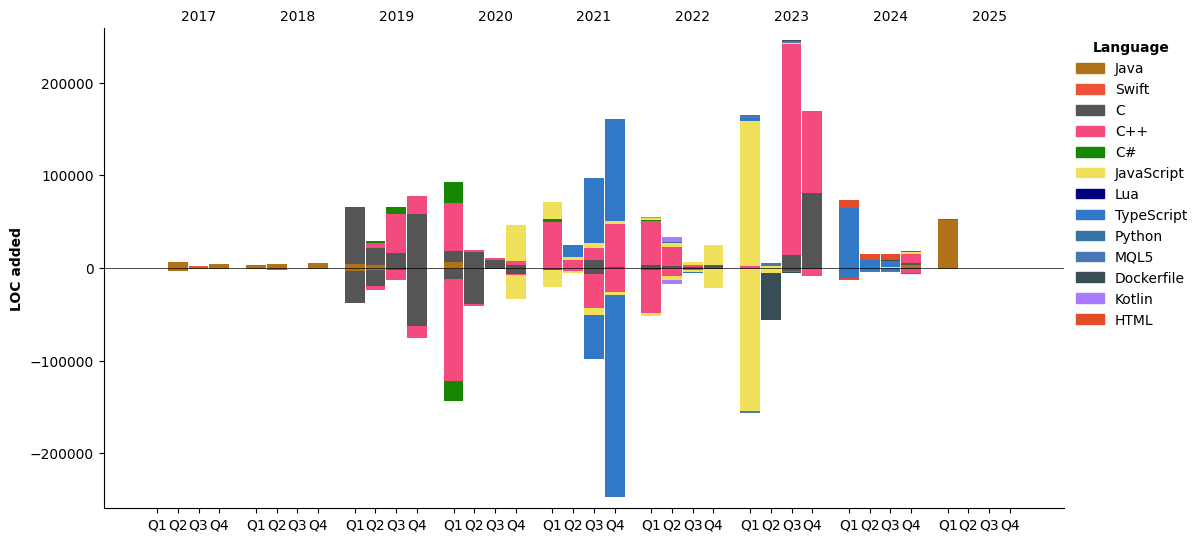 2017 2018 2019 2020 2021 2022 2023 2024 2025
Language
Java
Swift
C
C++
C#
JavaScript
Lua
TypeScript
Python
MQL5
Dockerfile
Kotlin
HTML
LOC added
200000
100000
0
−100000
−200000
Q1 Q2 Q3 Q4 Q1 Q2 Q3 Q4 Q1 Q2 Q3 Q4 Q1 Q2 Q3 Q4 Q1 Q2 Q3 Q4 Q1 Q2 Q3 Q4 Q1 Q2 Q3 Q4 Q1 Q2 Q3 Q4 Q1 Q2 Q3 Q4